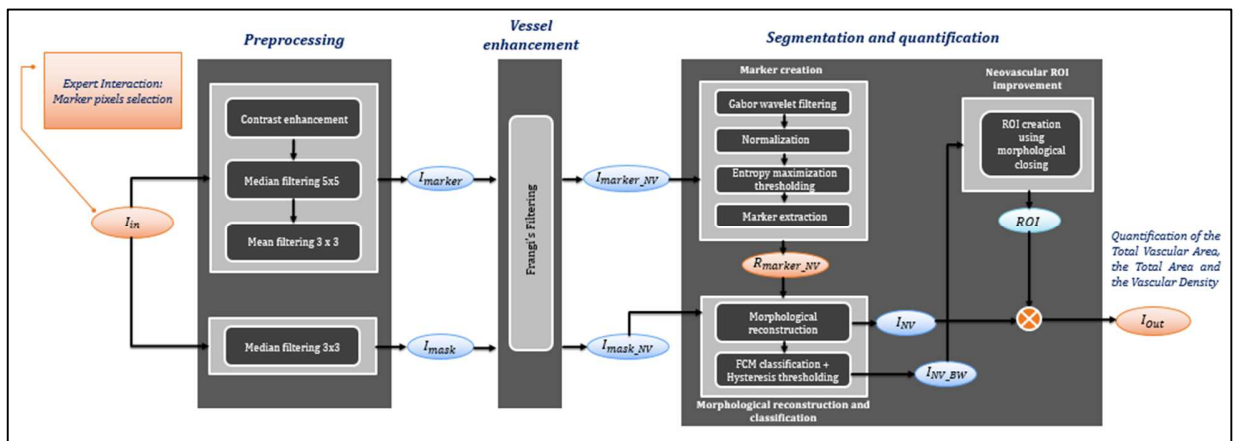 Preprocessing
Vessel
enhancement
Segmentation and quantification
Expert Interaction:
Marker pixels selection
I_in
Contrast enhancement
Median filtering 5x5
Mean filtering 3 x 3
Median filtering 3x3
I_marker
I_mask
Frangi's Filtering
I_marker_NV
I_mask_NV
Marker creation
Gabor wavelet filtering
Normalization
Entropy maximization
thresholding
Marker extraction
R_marker_NV
Morphological
reconstruction
FCM classification +
Hysteresis thresholding
Morphological reconstruction and
classification
I_NV
I_NV_BW
Neovascular ROI
improvement
ROI creation
using
morphological
closing
ROI
Quantification of the
Total Vascular Area,
the Total Area and
the Vascular Density
I_Out